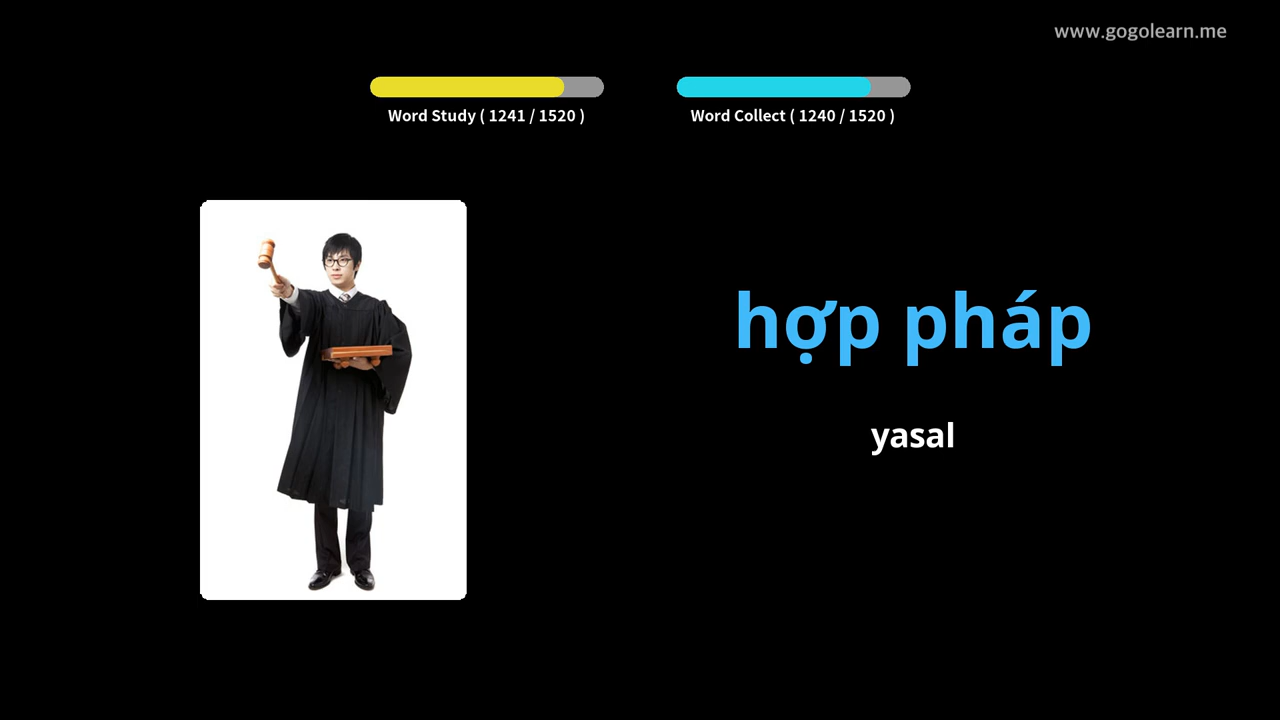 www.gogolearn.me
Word Study ( 1241 / 1520 )
Word Collect ( 1240 / 1520 )
hợp pháp
yasal